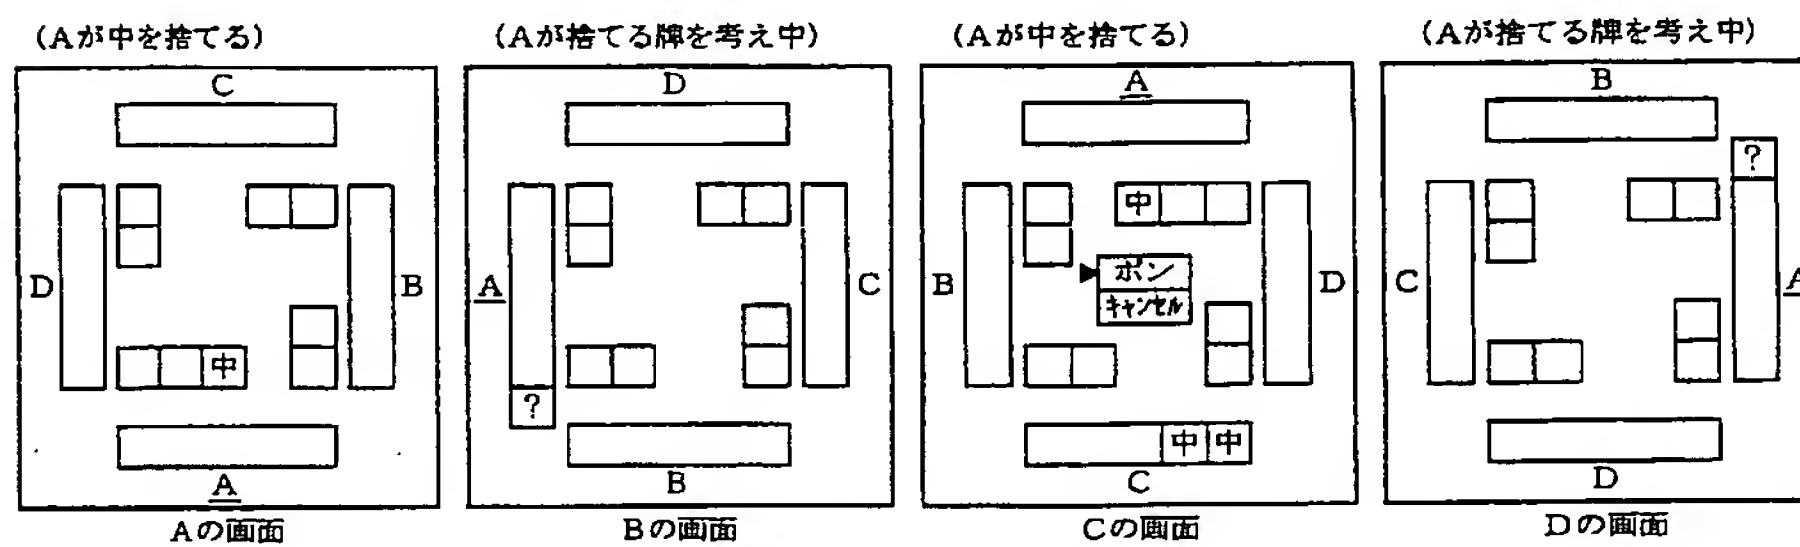 (Aが中を捨てる)
(Aが捨てる牌を考え中)
(Aが中を捨てる)
(Aが捨てる牌を考え中)
C
D
B
中
A
Aの画面
D
A
C
?
B
Bの画面
A
B
D
中
ポン
キャンセル
中 中
C
Cの画面
B
?
C
A
D
Dの画面